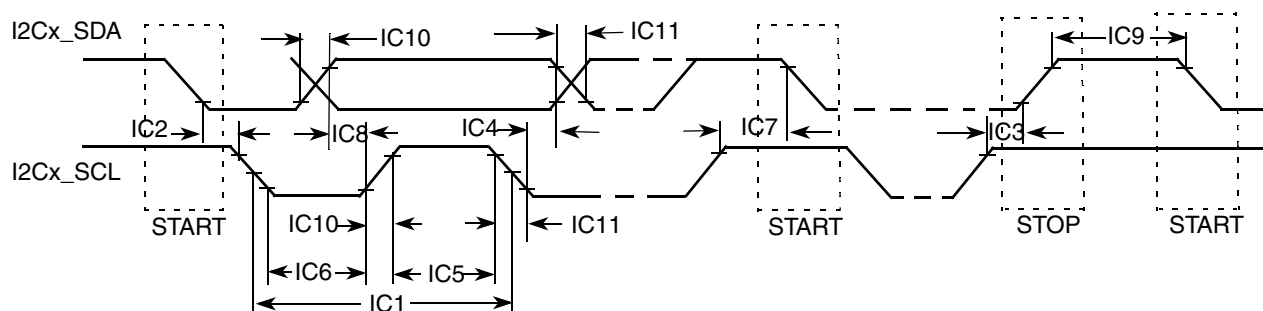 I2Cx_SDA
IC10
IC11
IC9
IC2
IC8
IC4
IC7
IC3
I2Cx_SCL
START
IC10
IC11
START
STOP
START
IC6
IC5
IC1